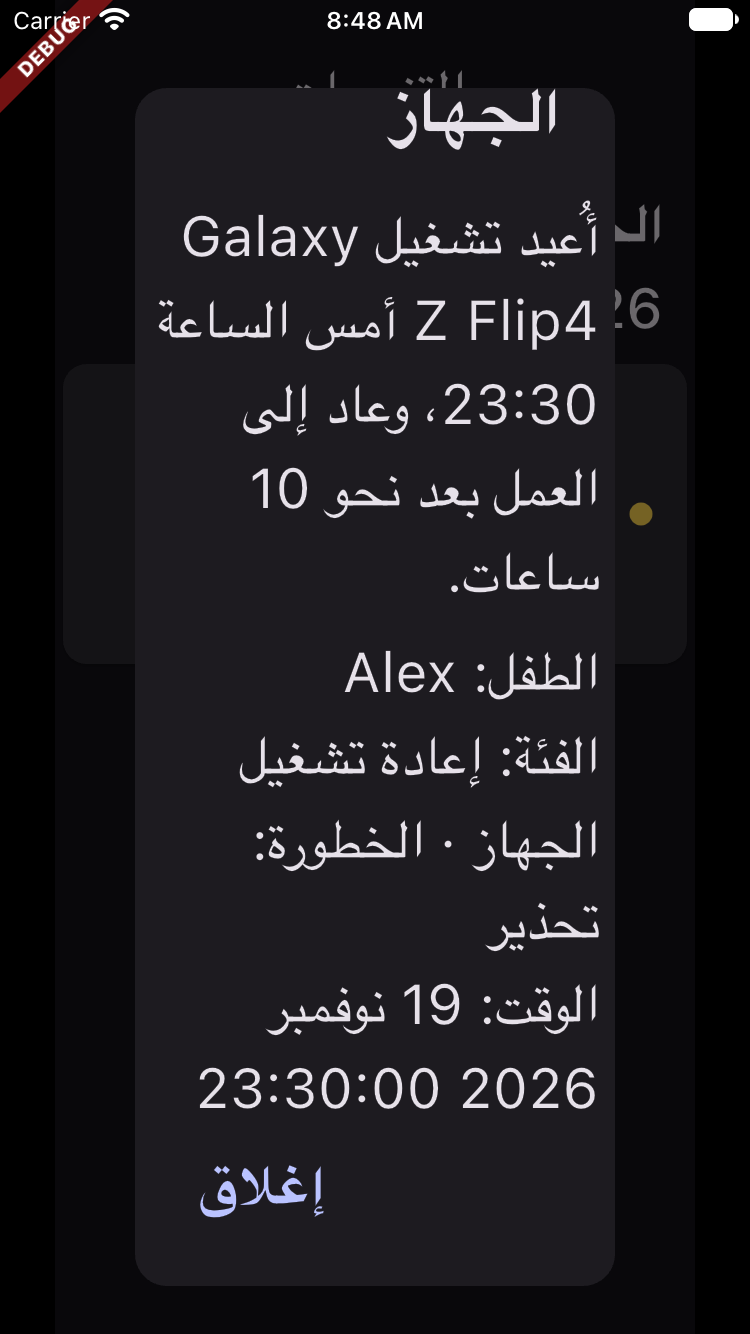 Carrier 8:48 AM
DEBUG
الجهاز
أُعيد تشغيل Galaxy
Z Flip4 أمس الساعة
23:30، وعاد إلى
العمل بعد نحو 10
ساعات.
الطفل: Alex
الفئة: إعادة تشغيل
الجهاز · الخطورة:
تحذير
الوقت: 19 نوفمبر
2026 23:30:00
إغلاق